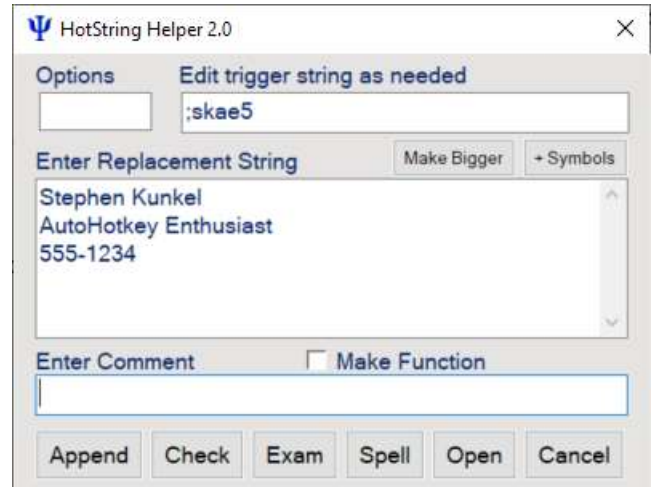 Ψ HotString Helper 2.0
Options Edit trigger string as needed
;skae5
Enter Replacement String Make Bigger + Symbols
Stephen Kunkel
AutoHotkey Enthusiast
555-1234
Enter Comment Make Function
Append Check Exam Spell Open Cancel